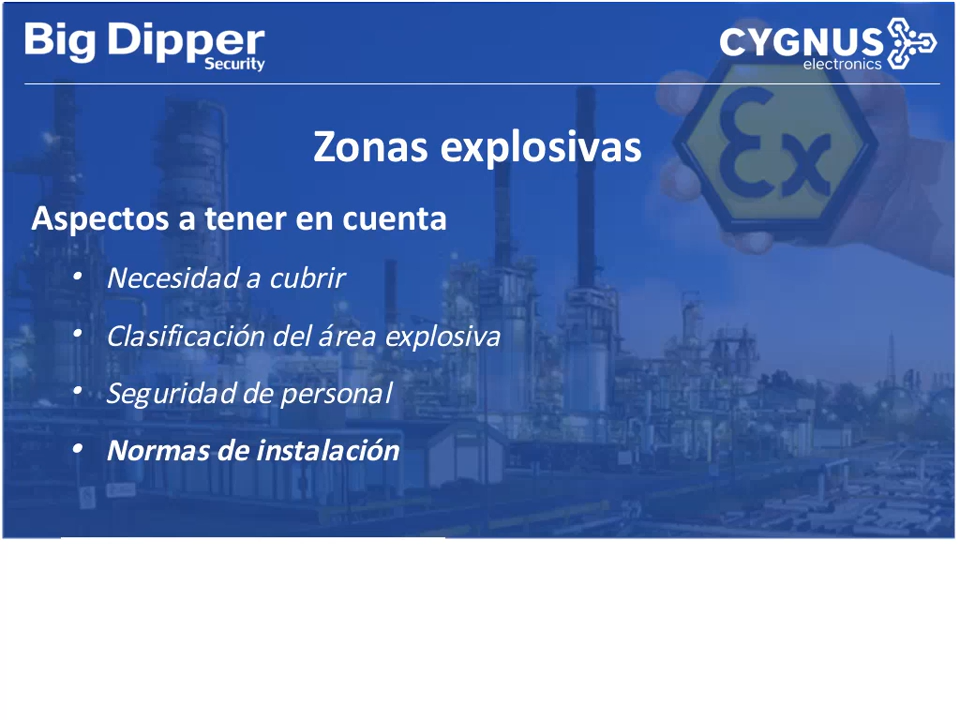 Big Dipper
Security
CYGNUS
electronics
Ex
Zonas explosivas
Aspectos a tener en cuenta
• Necesidad a cubrir
• Clasificación del área explosiva
• Seguridad de personal
• Normas de instalación